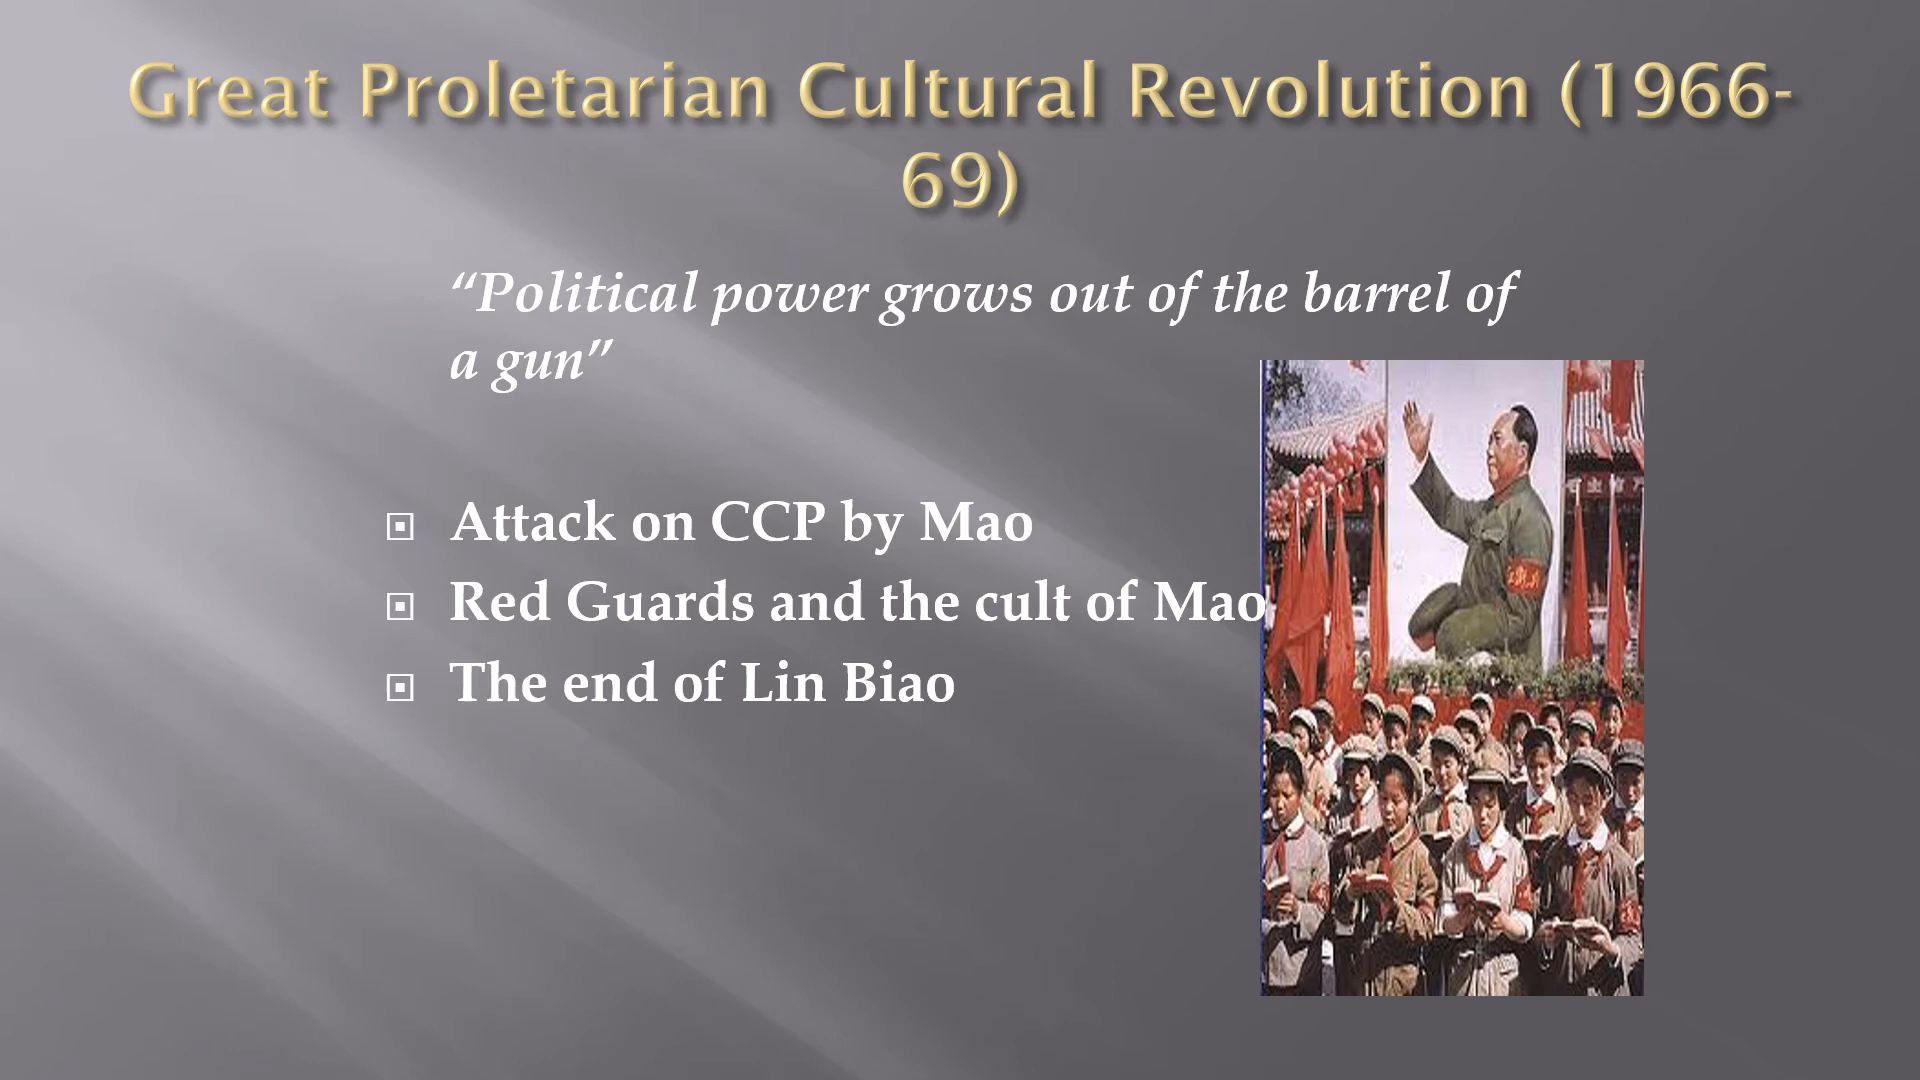 Great Proletarian Cultural Revolution (1966-
69)
“Political power grows out of the barrel of
a gun”
Attack on CCP by Mao
Red Guards and the cult of Mao
The end of Lin Biao